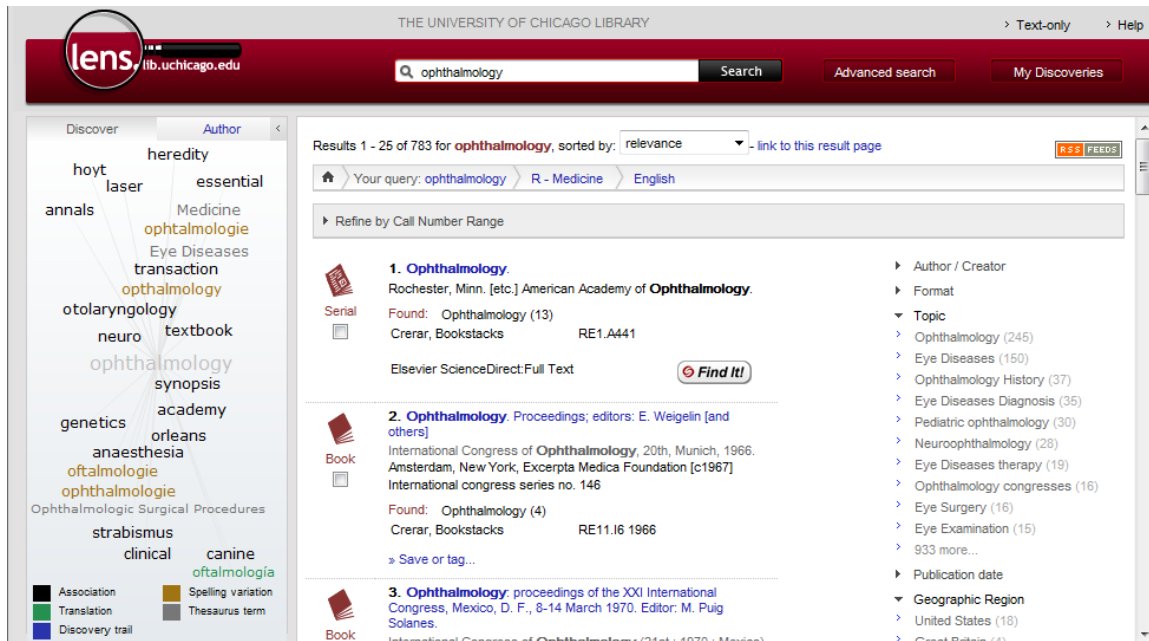 THE UNIVERSITY OF CHICAGO LIBRARY
Text-only
Help
lens.
lib.uchicago.edu
ophthalmology
Search
Advanced search
My Discoveries
Discover
Author
heredity
hoyt
laser
essential
annals
Medicine
ophtalmologie
Eye Diseases
transaction
opthalmology
otolaryngology
neuro
textbook
ophthalmology
synopsis
academy
genetics
orleans
anaesthesia
oftalmologie
ophthalmologie
Ophthalmologic Surgical Procedures
strabismus
clinical
canine
oftalmología
Association
Spelling variation
Translation
Thesaurus term
Discovery trail
Results 1 - 25 of 783 for ophthalmology, sorted by: relevance - link to this result page
RSS FEEDS
Your query: ophthalmology
R - Medicine
English
Refine by Call Number Range
1. Ophthalmology.
Rochester, Minn. [etc.] American Academy of Ophthalmology.
Serial
Found: Ophthalmology (13)
Crerar, Bookstacks RE1.A441
Elsevier ScienceDirect:Full Text
Find It!
2. Ophthalmology. Proceedings; editors: E. Weigelin [and
others]
International Congress of Ophthalmology, 20th, Munich, 1966.
Book
Amsterdam, New York, Excerpta Medica Foundation [c1967]
International congress series no. 146
Found: Ophthalmology (4)
Crerar, Bookstacks RE11.I6 1966
» Save or tag...
3. Ophthalmology: proceedings of the XXI International
Congress, Mexico, D. F., 8-14 March 1970. Editor: M. Puig
Solanes.
Book
International Congress of Ophthalmology (21st : 1970 : Mexico)
Author / Creator
Format
Topic
Ophthalmology (245)
Eye Diseases (150)
Ophthalmology History (37)
Eye Diseases Diagnosis (35)
Pediatric ophthalmology (30)
Neuroophthalmology (28)
Eye Diseases therapy (19)
Ophthalmology congresses (16)
Eye Surgery (16)
Eye Examination (15)
933 more...
Publication date
Geographic Region
United States (18)
Great Britain (4)